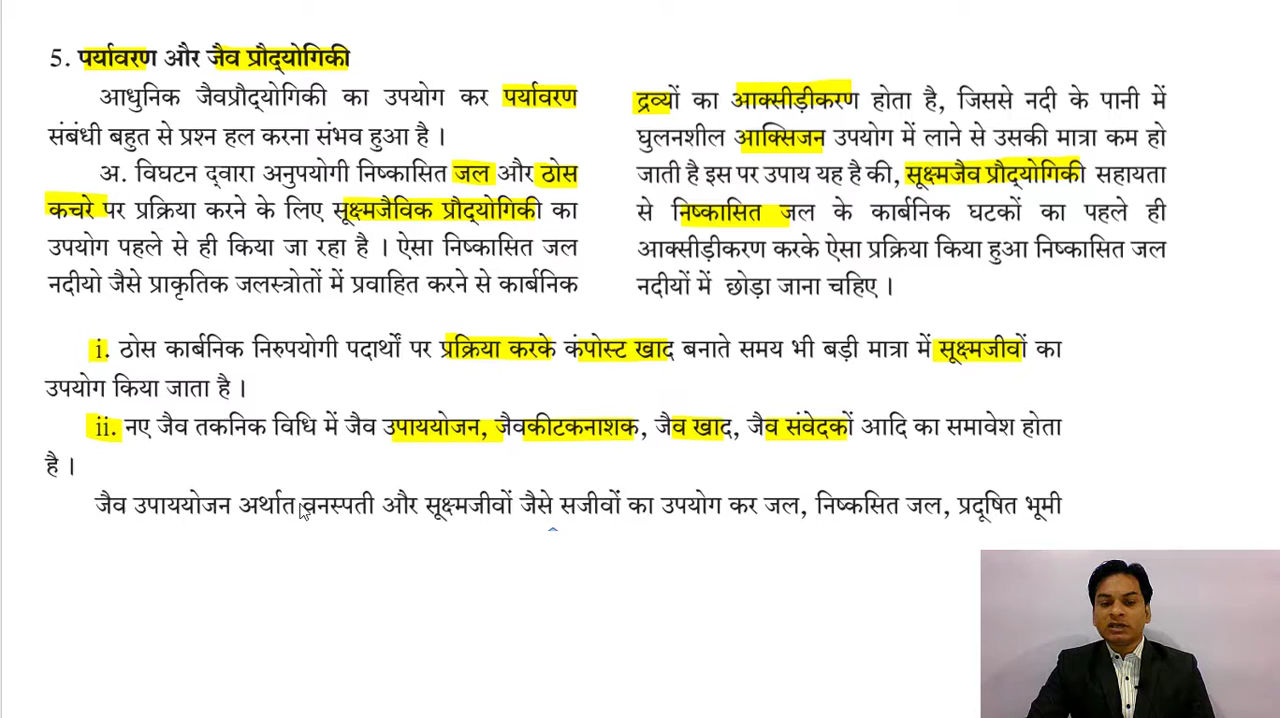 5. पर्यावरण और जैव प्रौद्योगिकी
आधुनिक जैवप्रौद्योगिकी का उपयोग कर पर्यावरण
संबंधी बहुत से प्रश्न हल करना संभव हुआ है ।
अ. विघटन द्वारा अनुपयोगी निष्कासित जल और ठोस
कचरे पर प्रक्रिया करने के लिए सूक्ष्मजैविक प्रौद्योगिकी का
उपयोग पहले से ही किया जा रहा है । ऐसा निष्कासित जल
नदीयो जैसे प्राकृतिक जलस्त्रोतों में प्रवाहित करने से कार्बनिक
द्रव्यों का आक्सीड़ीकरण होता है, जिससे नदी के पानी में
घुलनशील आक्सिजन उपयोग में लाने से उसकी मात्रा कम हो
जाती है इस पर उपाय यह है की, सूक्ष्मजैव प्रौद्योगिकी सहायता
से निष्कासित जल के कार्बनिक घटकों का पहले ही
आक्सीड़ीकरण करके ऐसा प्रक्रिया किया हुआ निष्कासित जल
नदीयों में छोड़ा जाना चहिए ।
i. ठोस कार्बनिक निरुपयोगी पदार्थों पर प्रक्रिया करके कंपोस्ट खाद बनाते समय भी बड़ी मात्रा में सूक्ष्मजीवों का
उपयोग किया जाता है ।
ii. नए जैव तकनिक विधि में जैव उपाययोजन, जैवकीटकनाशक, जैव खाद, जैव संवेदकों आदि का समावेश होता
है ।
जैव उपाययोजन अर्थात वनस्पती और सूक्ष्मजीवों जैसे सजीवों का उपयोग कर जल, निष्कसित जल, प्रदूषित भूमी